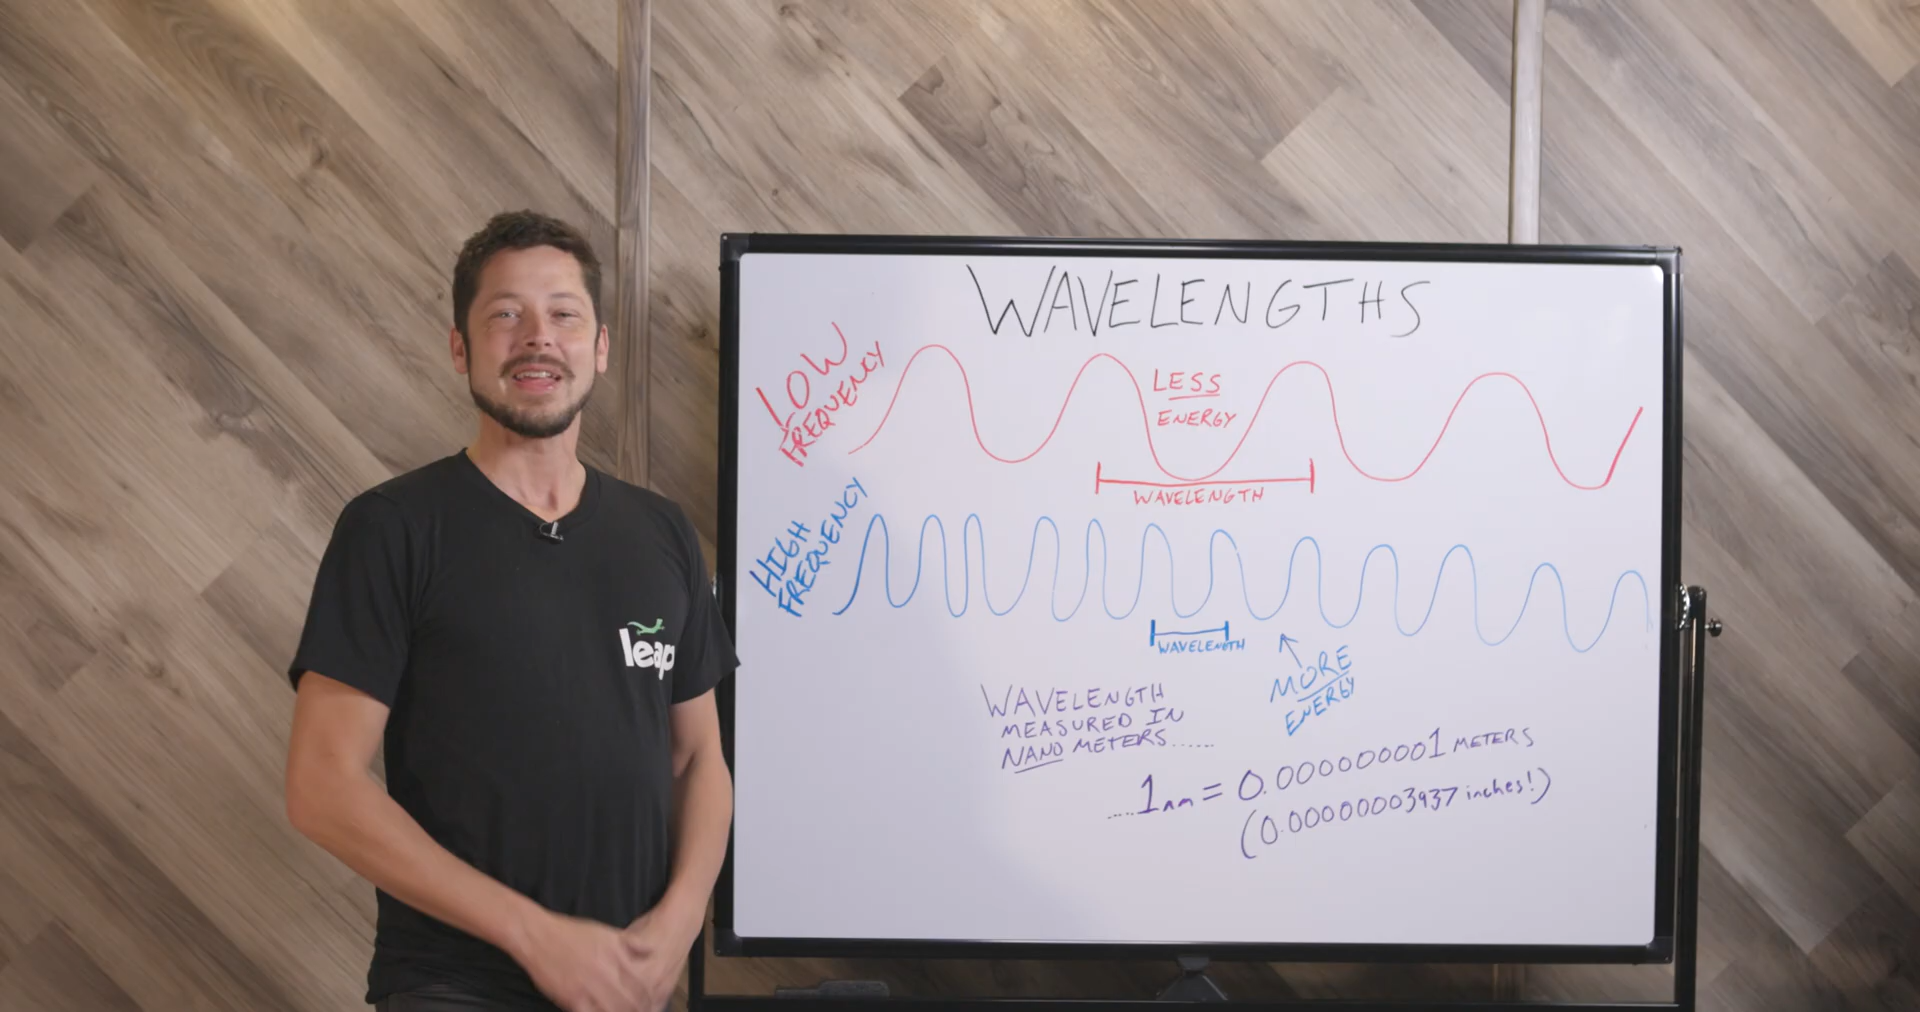 WAVELENGTHS
LOW
FREQUENCY
LESS
ENERGY
WAVELENGTH
HIGH
FREQUENCY
WAVELENGTH
MORE
ENERGY
WAVELENGTH
MEASURED IN
NANO METERS......
....1nm = 0.000000001 METERS
(0.00000003937 inches!)
leap